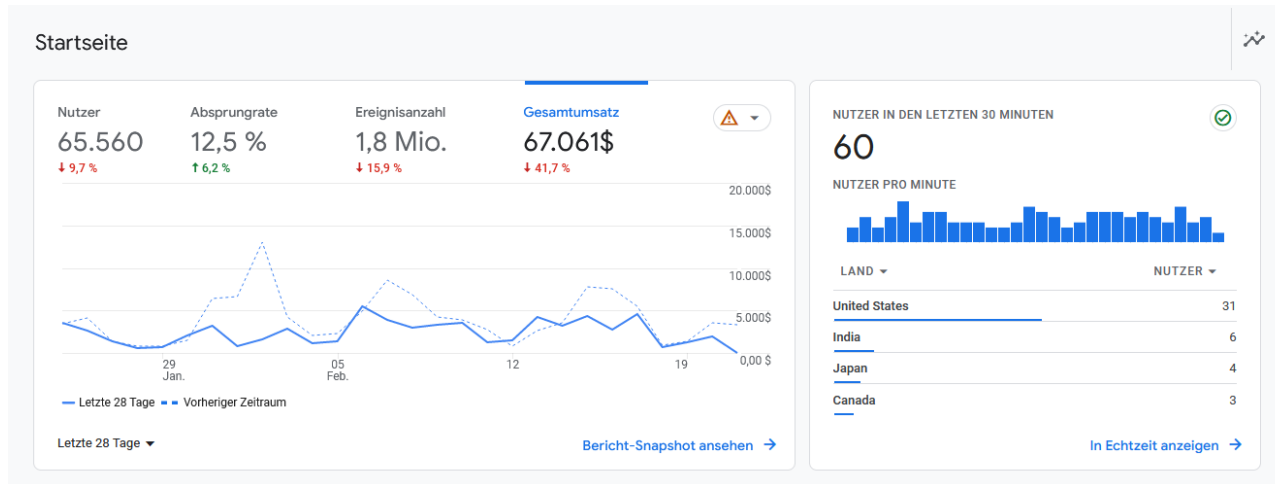 Startseite
Nutzer
65.560
9,7 %
Absprungrate
12,5 %
6,2 %
Ereignisanzahl
1,8 Mio.
15,9 %
Gesamtumsatz
67.061$
41,7 %
20.000$
15.000$
10.000$
5.000$
0,00 $
29
Jan.
05
Feb.
12
19
Letzte 28 Tage
Vorheriger Zeitraum
Letzte 28 Tage
Bericht-Snapshot ansehen
NUTZER IN DEN LETZTEN 30 MINUTEN
60
NUTZER PRO MINUTE
LAND NUTZER
United States 31
India 6
Japan 4
Canada 3
In Echtzeit anzeigen